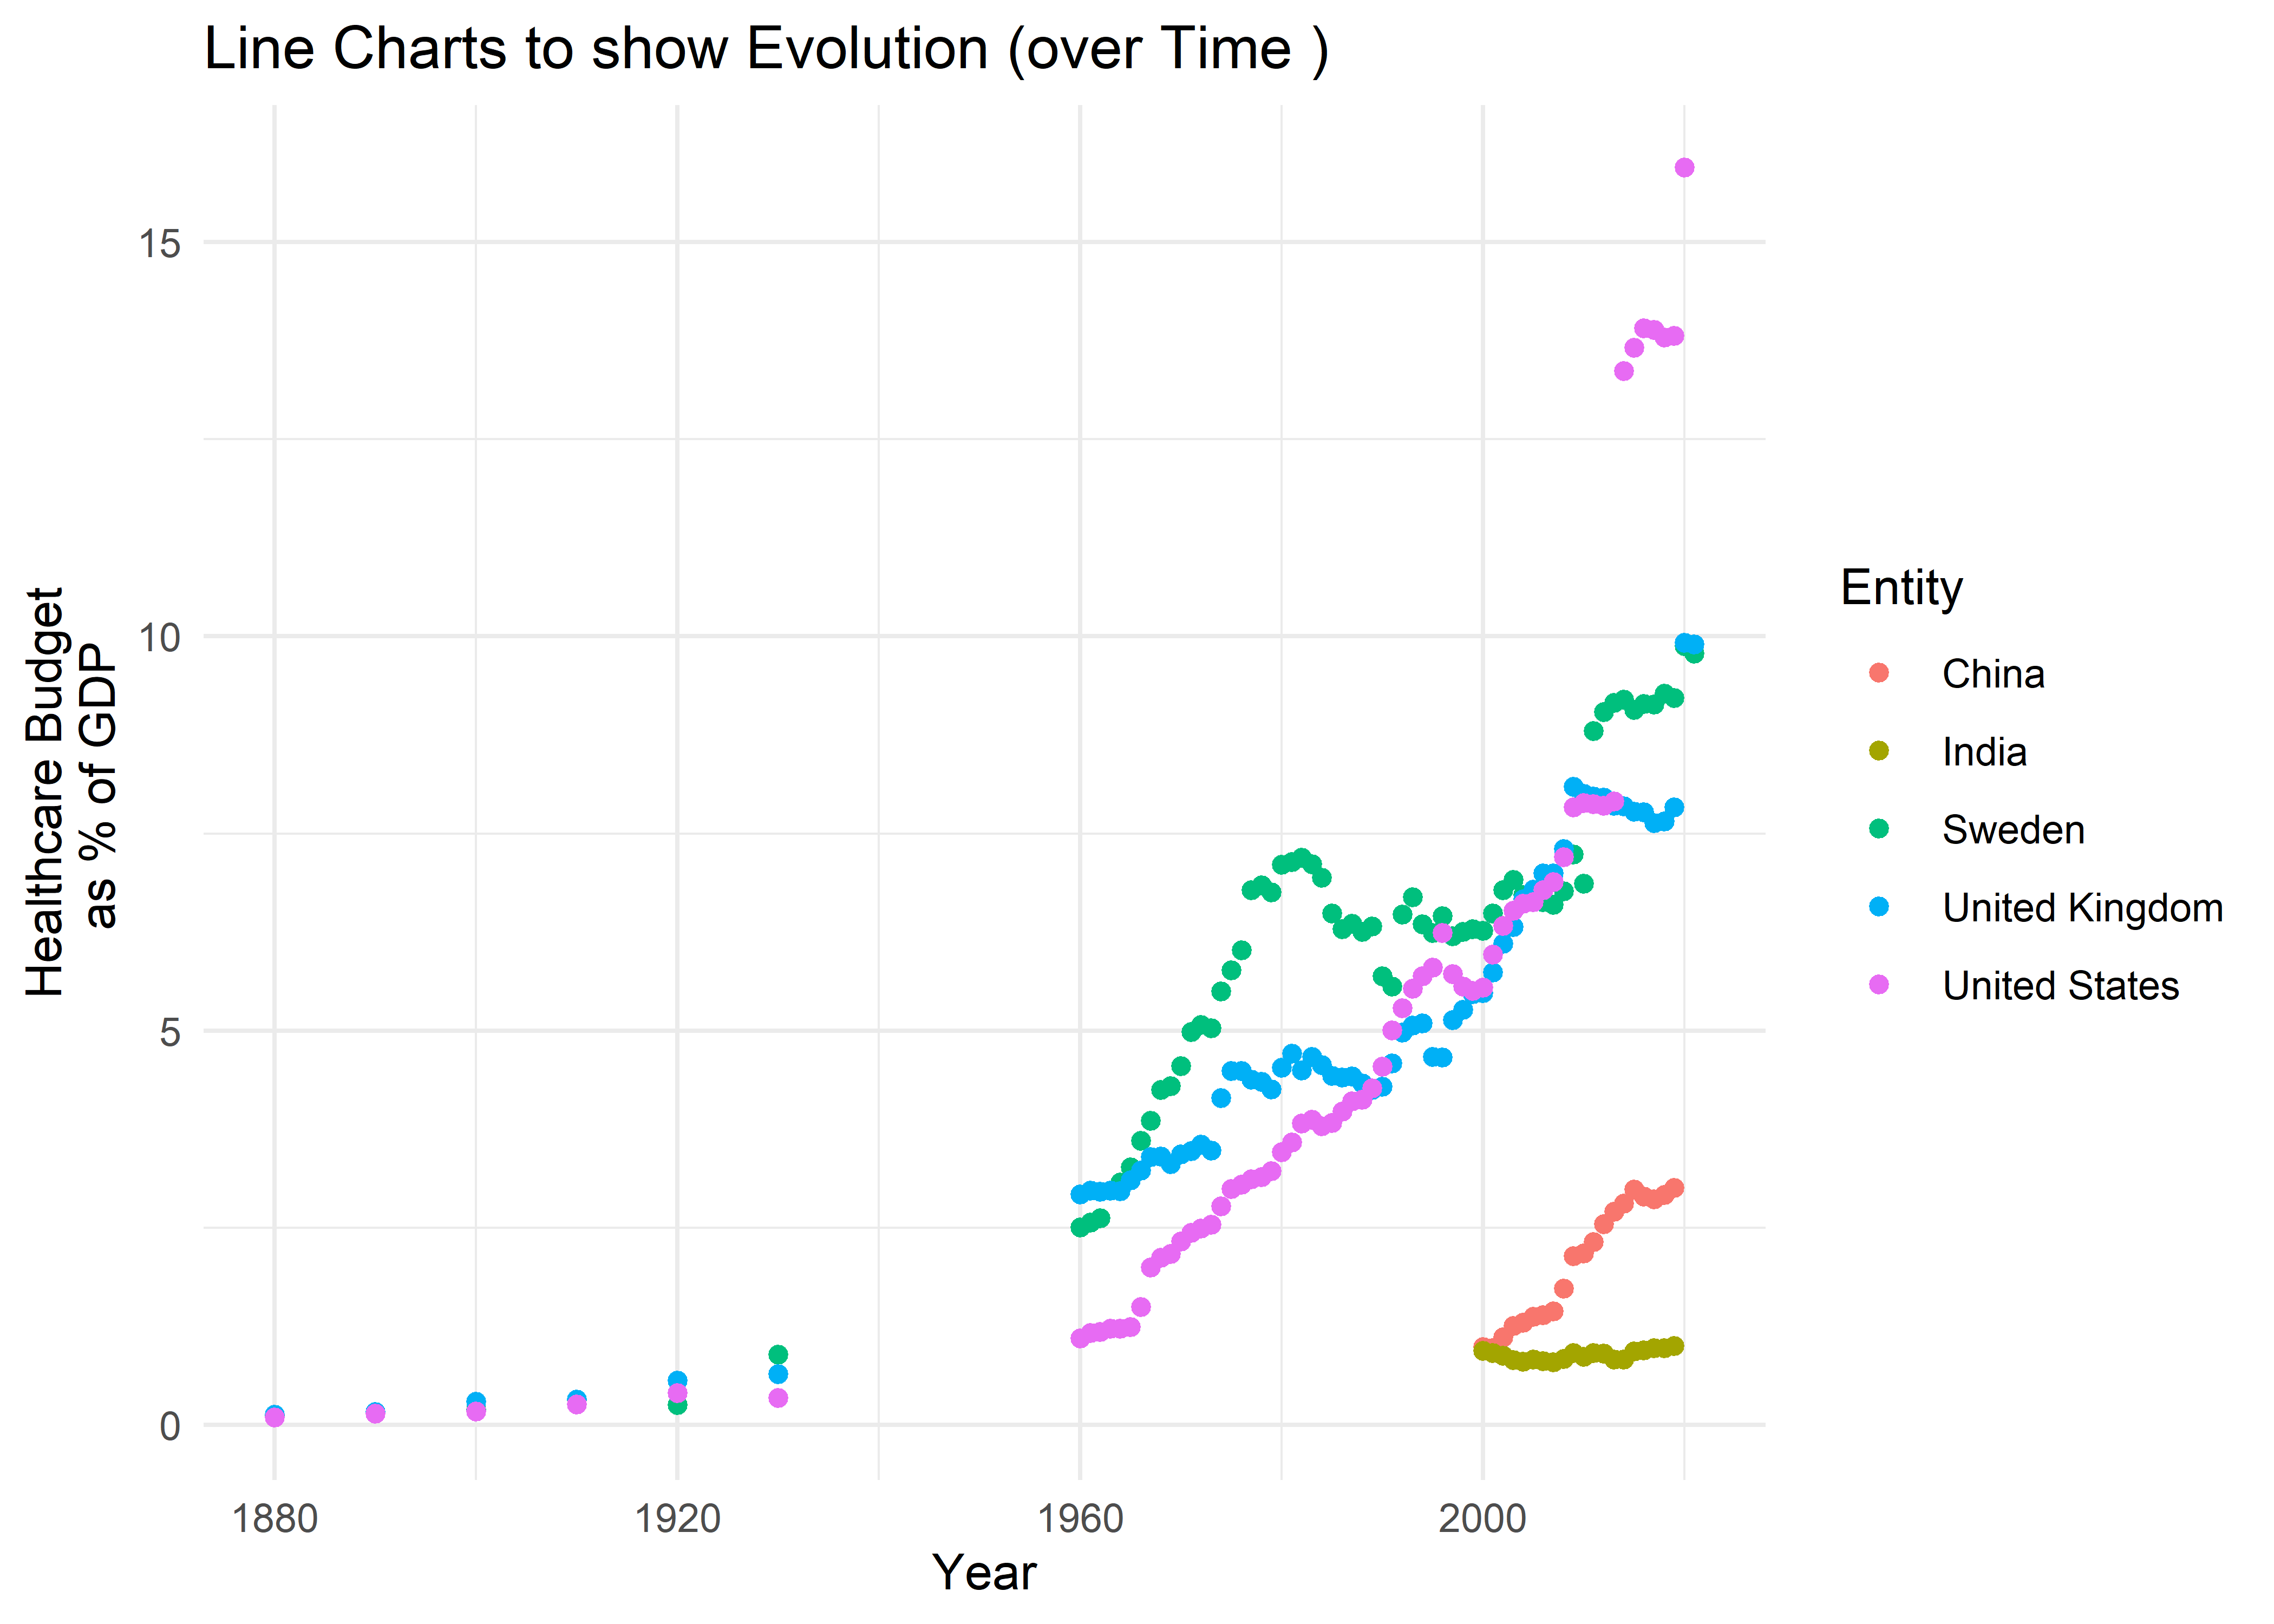 Line Charts to show Evolution (over Time )
Healthcare Budget
as % of GDP
15
10
5
0
1880
1920
1960
2000
Year
Entity
China
India
Sweden
United Kingdom
United States